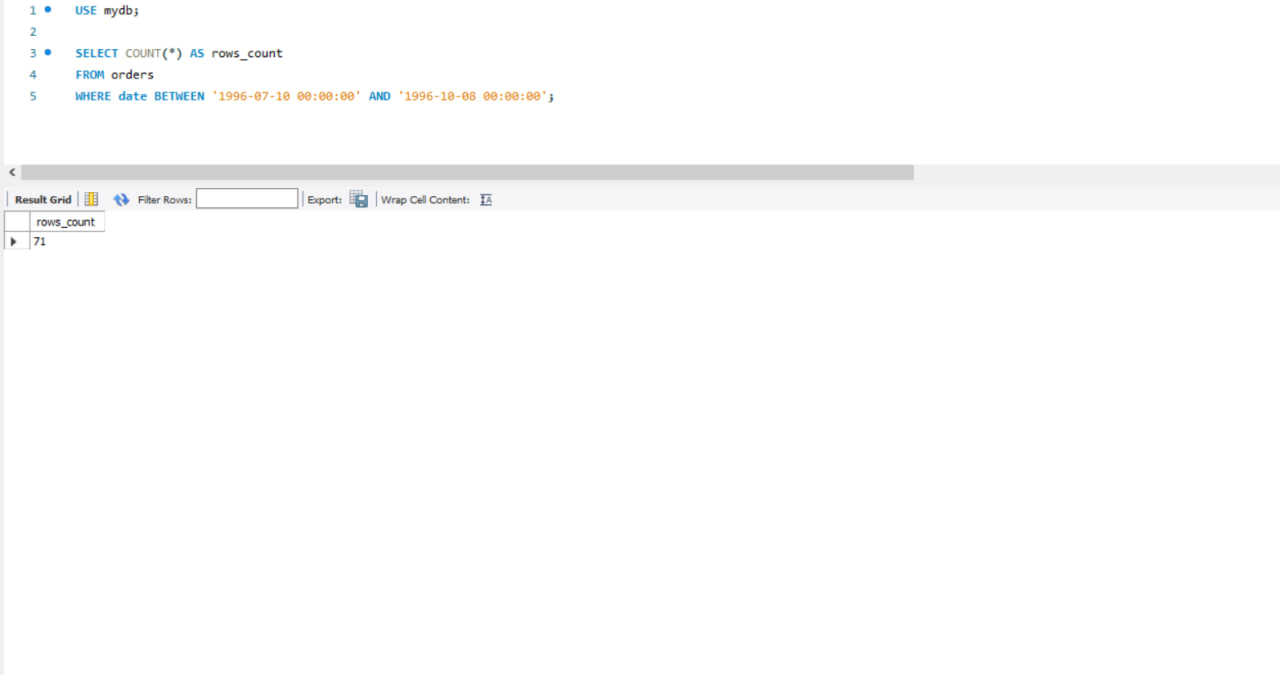 1 USE mydb;
2
3 SELECT COUNT(*) AS rows_count
4 FROM orders
5 WHERE date BETWEEN '1996-07-10 00:00:00' AND '1996-10-08 00:00:00';
Result Grid Filter Rows: Export: Wrap Cell Content: IA
rows_count
71